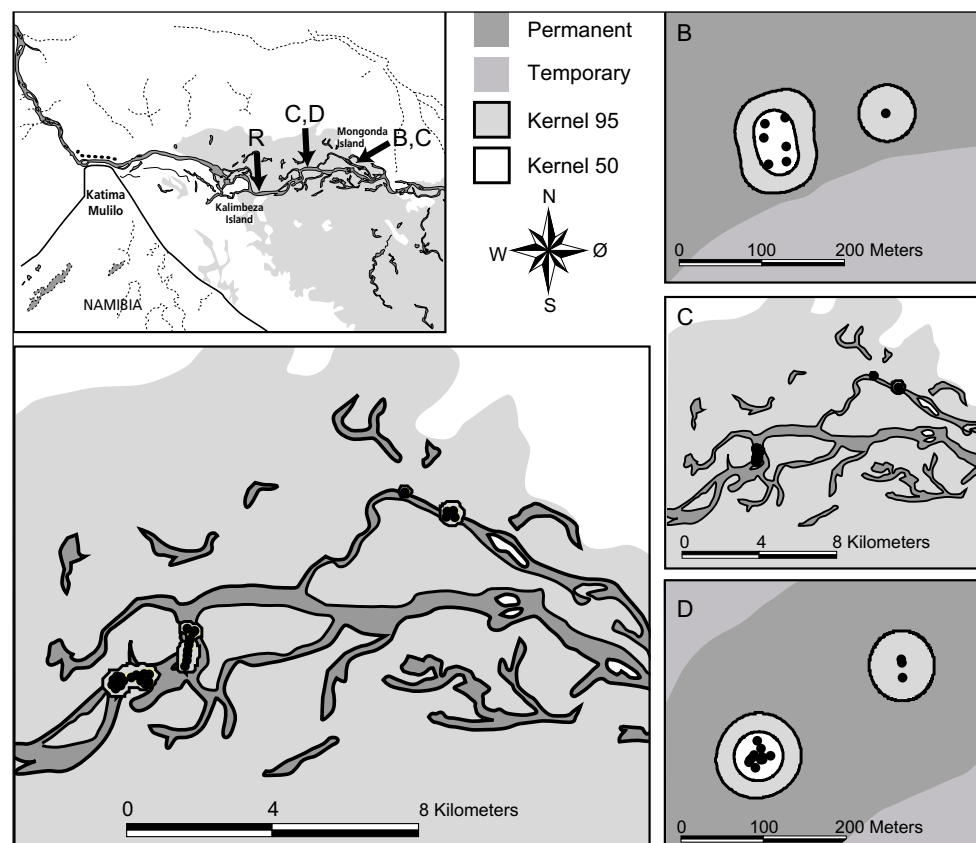 C,D
R
Mongonda
Island
B,C
Katima
Mulilo
Kalimbeza
Island
NAMIBIA
Permanent
Temporary
Kernel 95
Kernel 50
N
W
Ø
S
B
0 100 200 Meters
C
0 4 8 Kilometers
D
0 100 200 Meters
0 4 8 Kilometers